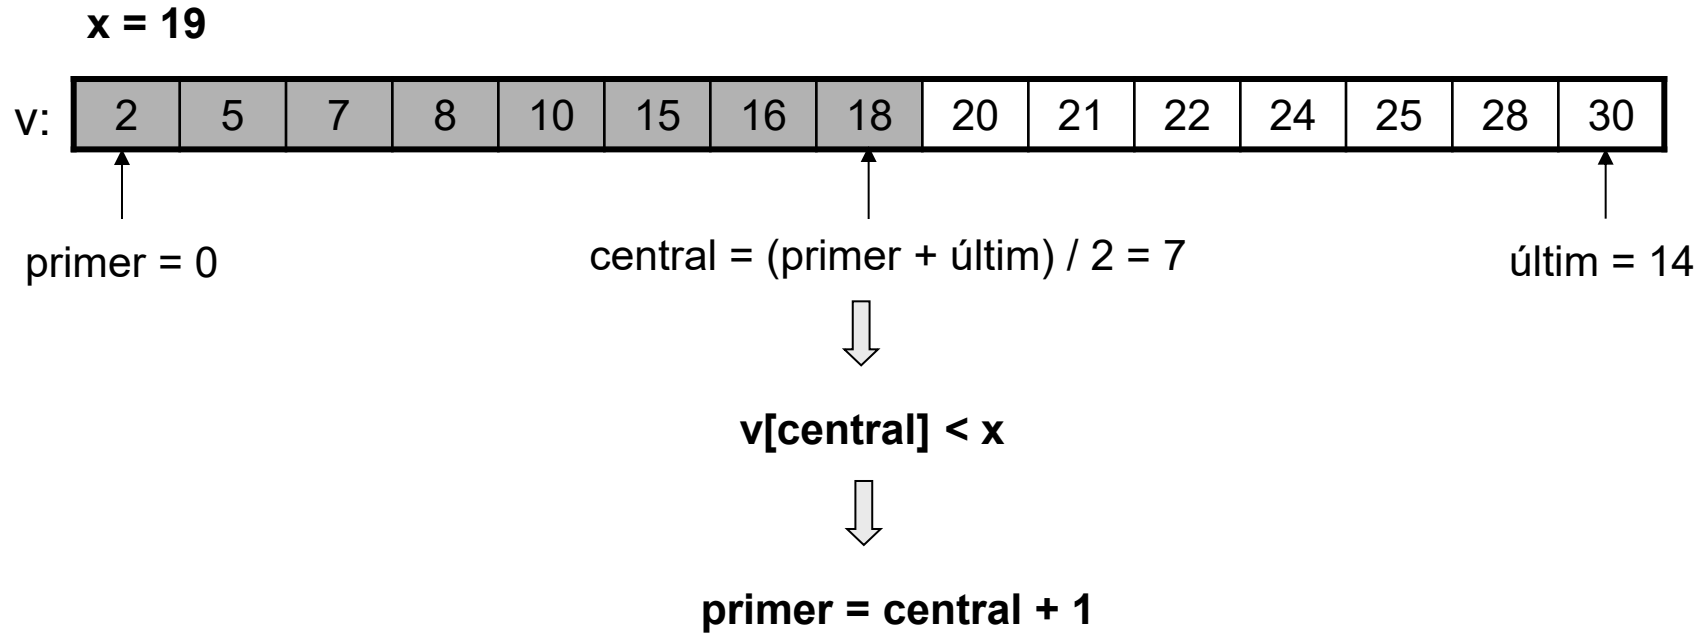 x = 19
v: 2 5 7 8 10 15 16 18 20 21 22 24 25 28 30
primer = 0 central = (primer + últim) / 2 = 7 últim = 14
v[central] < x
primer = central + 1